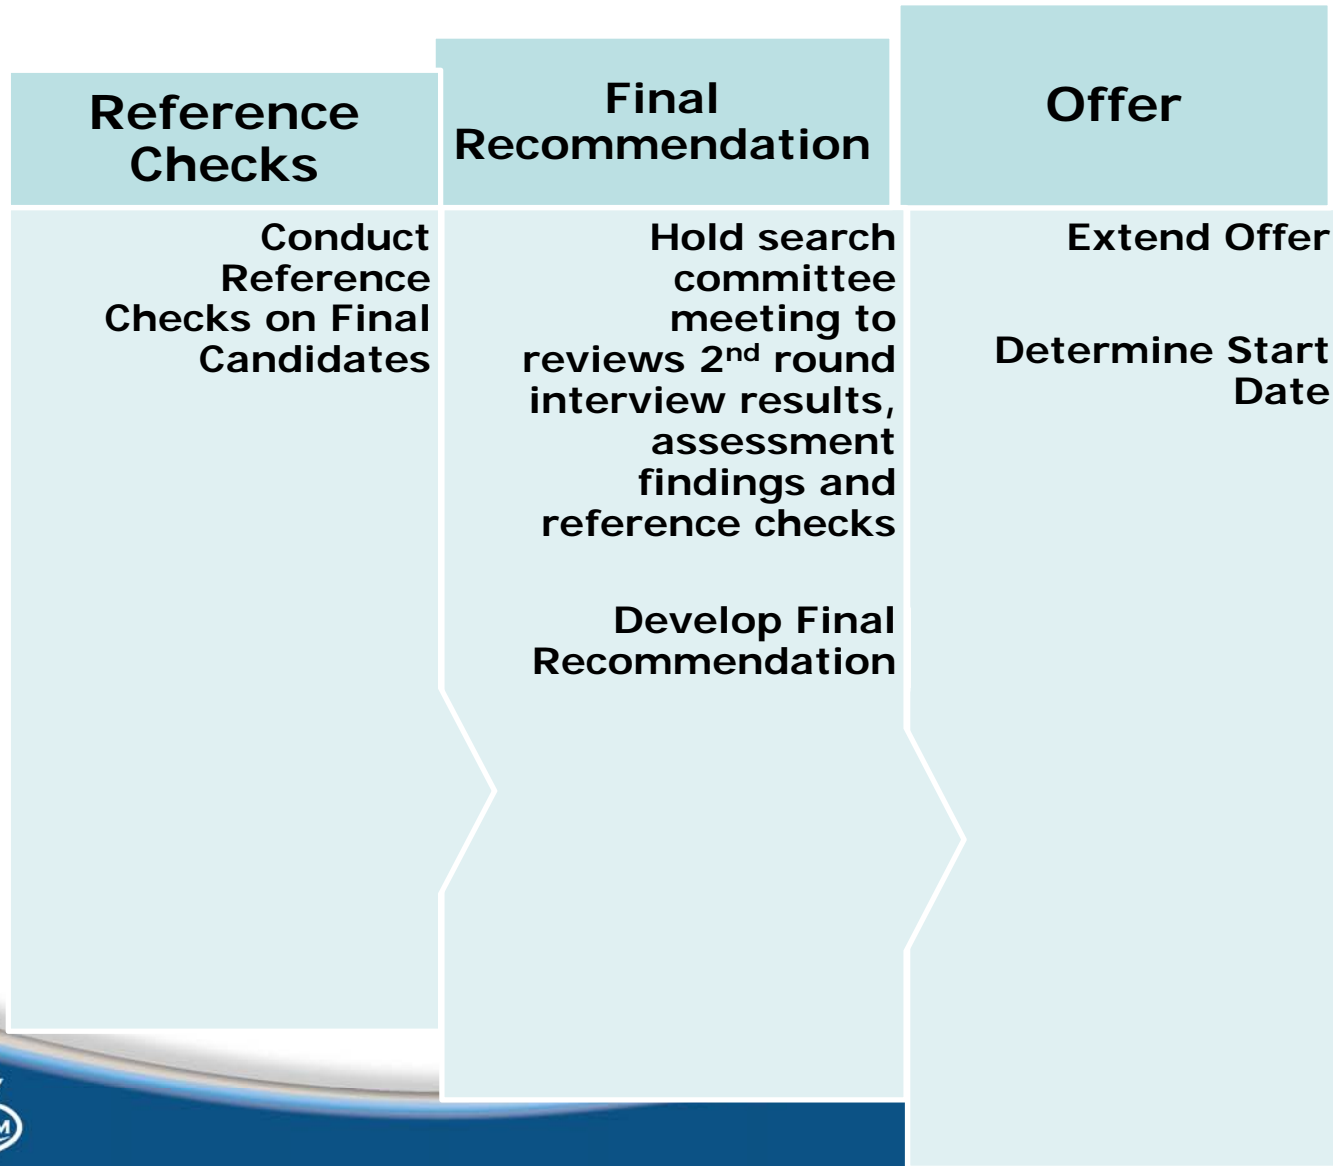 Reference
Checks
Conduct
Reference
Checks on Final
Candidates
Final
Recommendation
Hold search
committee
meeting to
reviews 2nd round
interview results,
assessment
findings and
reference checks
Develop Final
Recommendation
Offer
Extend Offer
Determine Start
Date